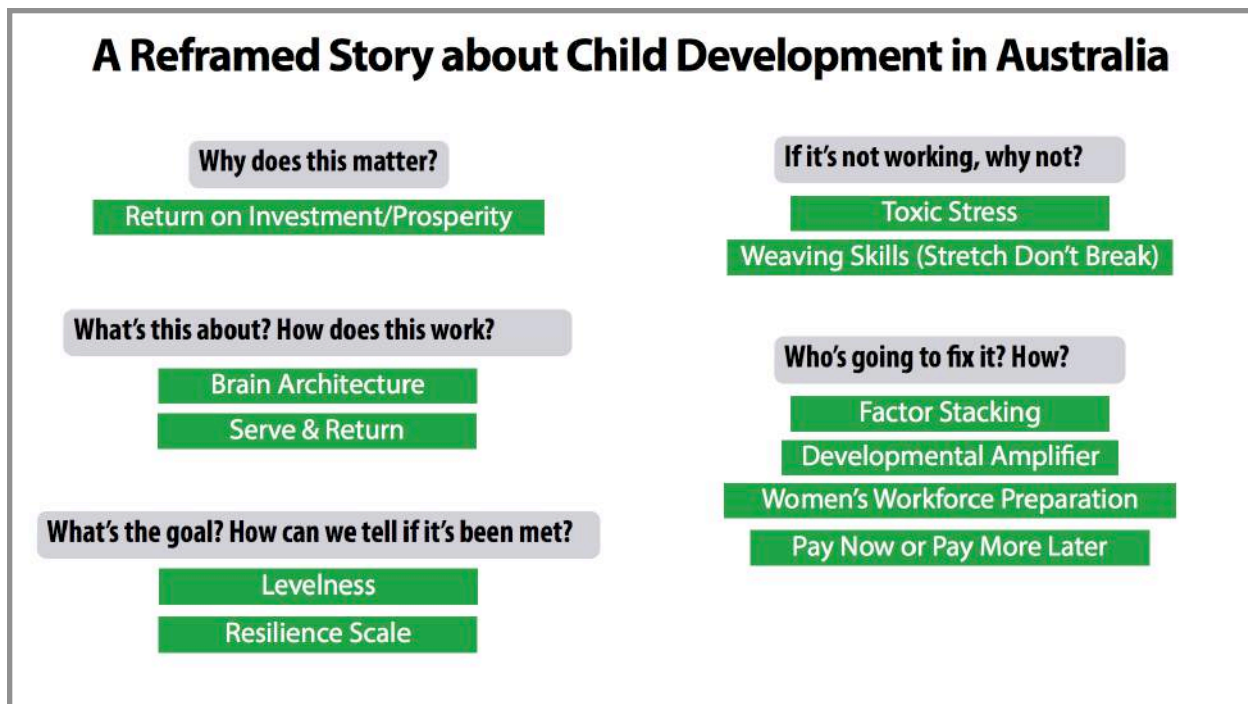 A Reframed Story about Child Development in Australia
Why does this matter?
Return on Investment/Prosperity
What's this about? How does this work?
Brain Architecture
Serve & Return
What's the goal? How can we tell if it's been met?
Levelness
Resilience Scale
If it's not working, why not?
Toxic Stress
Weaving Skills (Stretch Don't Break)
Who's going to fix it? How?
Factor Stacking
Developmental Amplifier
Women's Workforce Preparation
Pay Now or Pay More Later